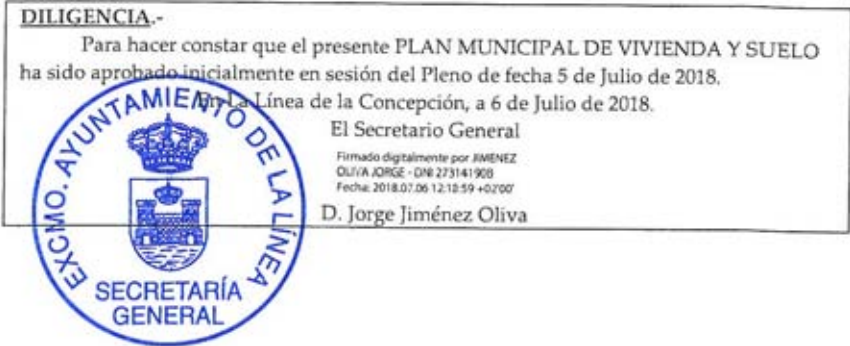 DILIGENCIA.-
Para hacer constar que el presente PLAN MUNICIPAL DE VIVIENDA Y SUELO
ha sido aprobado inicialmente en sesión del Pleno de fecha 5 de Julio de 2018.
En La Línea de la Concepción, a 6 de Julio de 2018.
El Secretario General
Firmado digitalmente por JIMENEZ
OLIVA JORGE - DNI 27314190B
Fecha: 2018.07.06 12:18:59 +02'00'
D. Jorge Jiménez Oliva
EXCMO. AYUNTAMIENTO DE LA LÍNEA
SECRETARÍA
GENERAL